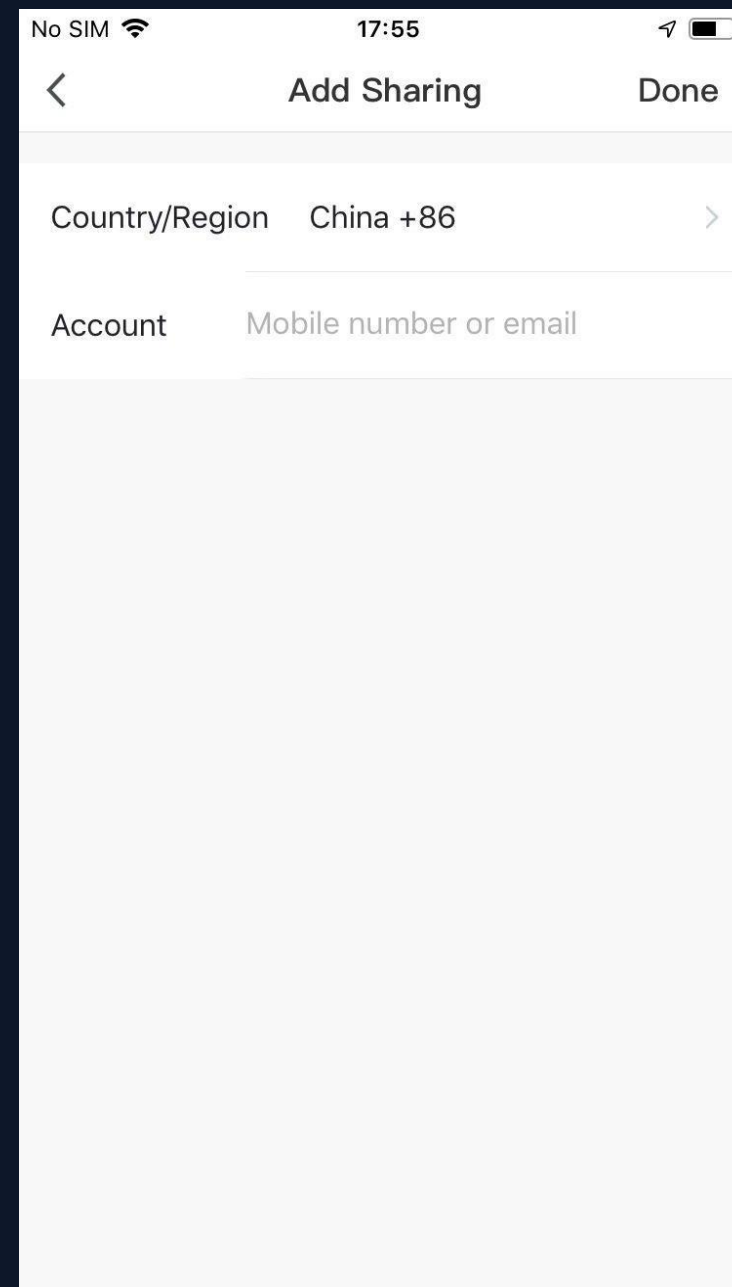 No SIM 17:55
Add Sharing Done
Country/Region China +86
Account Mobile number or email